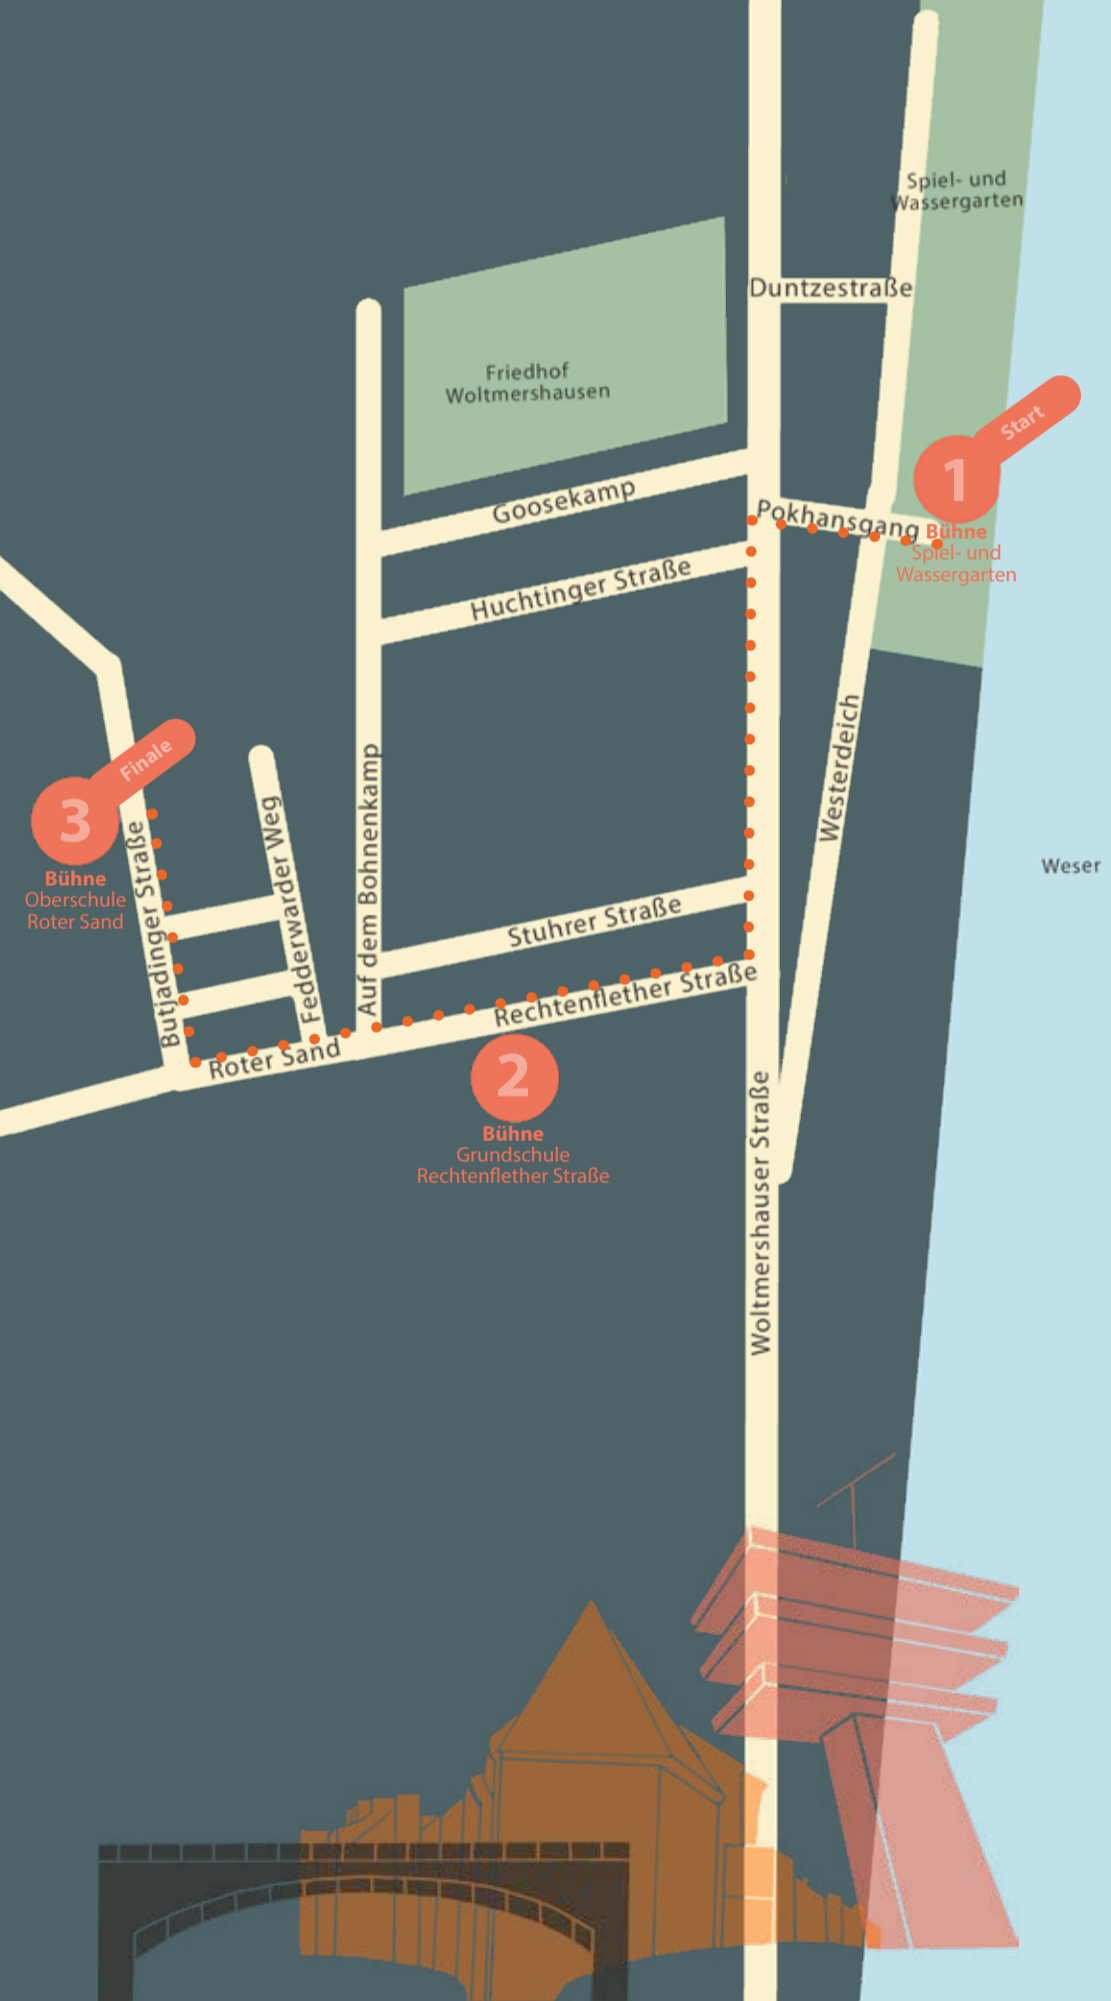 Spiel- und
Wassergarten
Duntzestraße
Friedhof
Woltmershausen
Start
1
Goosekamp
Pokhansgang
Bühne
Spiel- und
Wassergarten
Huchtinger Straße
Westerdeich
Finale
3
Bühne
Oberschule
Roter Sand
Butjadinger Straße
Fedderwarder Weg
Auf dem Bohnenkamp
Weser
Stuhrer Straße
Rechtenflether Straße
Roter Sand
2
Bühne
Grundschule
Rechtenflether Straße
Woltmershauser Straße